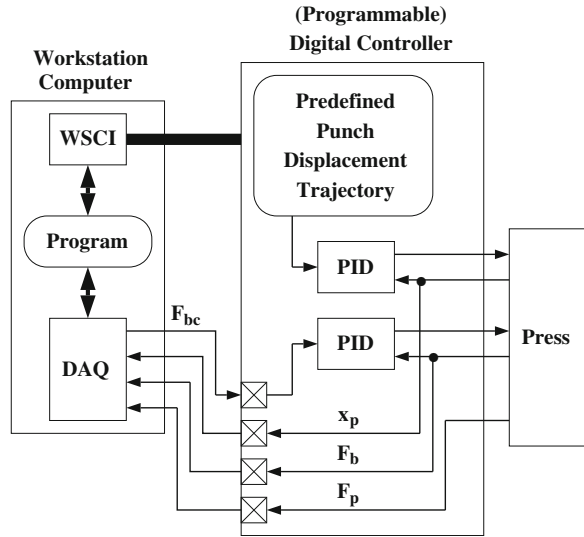 (Programmable)
Digital Controller
Workstation
Computer
WSCI
Program
DAQ
Predefined
Punch
Displacement
Trajectory
PID
PID
Press
F_bc
x_p
F_b
F_p